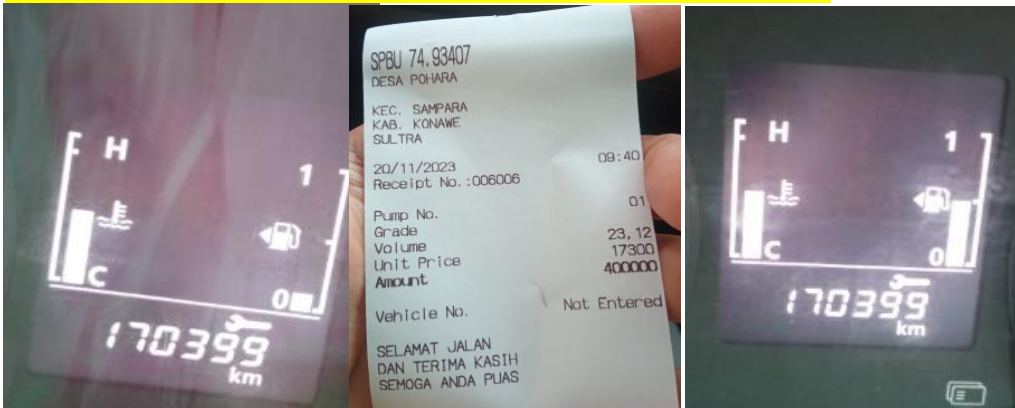 H
1
C
0
170399
km
SPBU 74.93407
DESA POHARA
KEC. SAMPARA
KAB. KONAWE
SULTRA
20/11/2023 09:40
Receipt No.:006006
Pump No. 01
Grade
Volume 23,12
Unit Price 17300
Amount 400000
Vehicle No. Not Entered
SELAMAT JALAN
DAN TERIMA KASIH
SEMOGA ANDA PUAS
H
1
C
0
170399
km